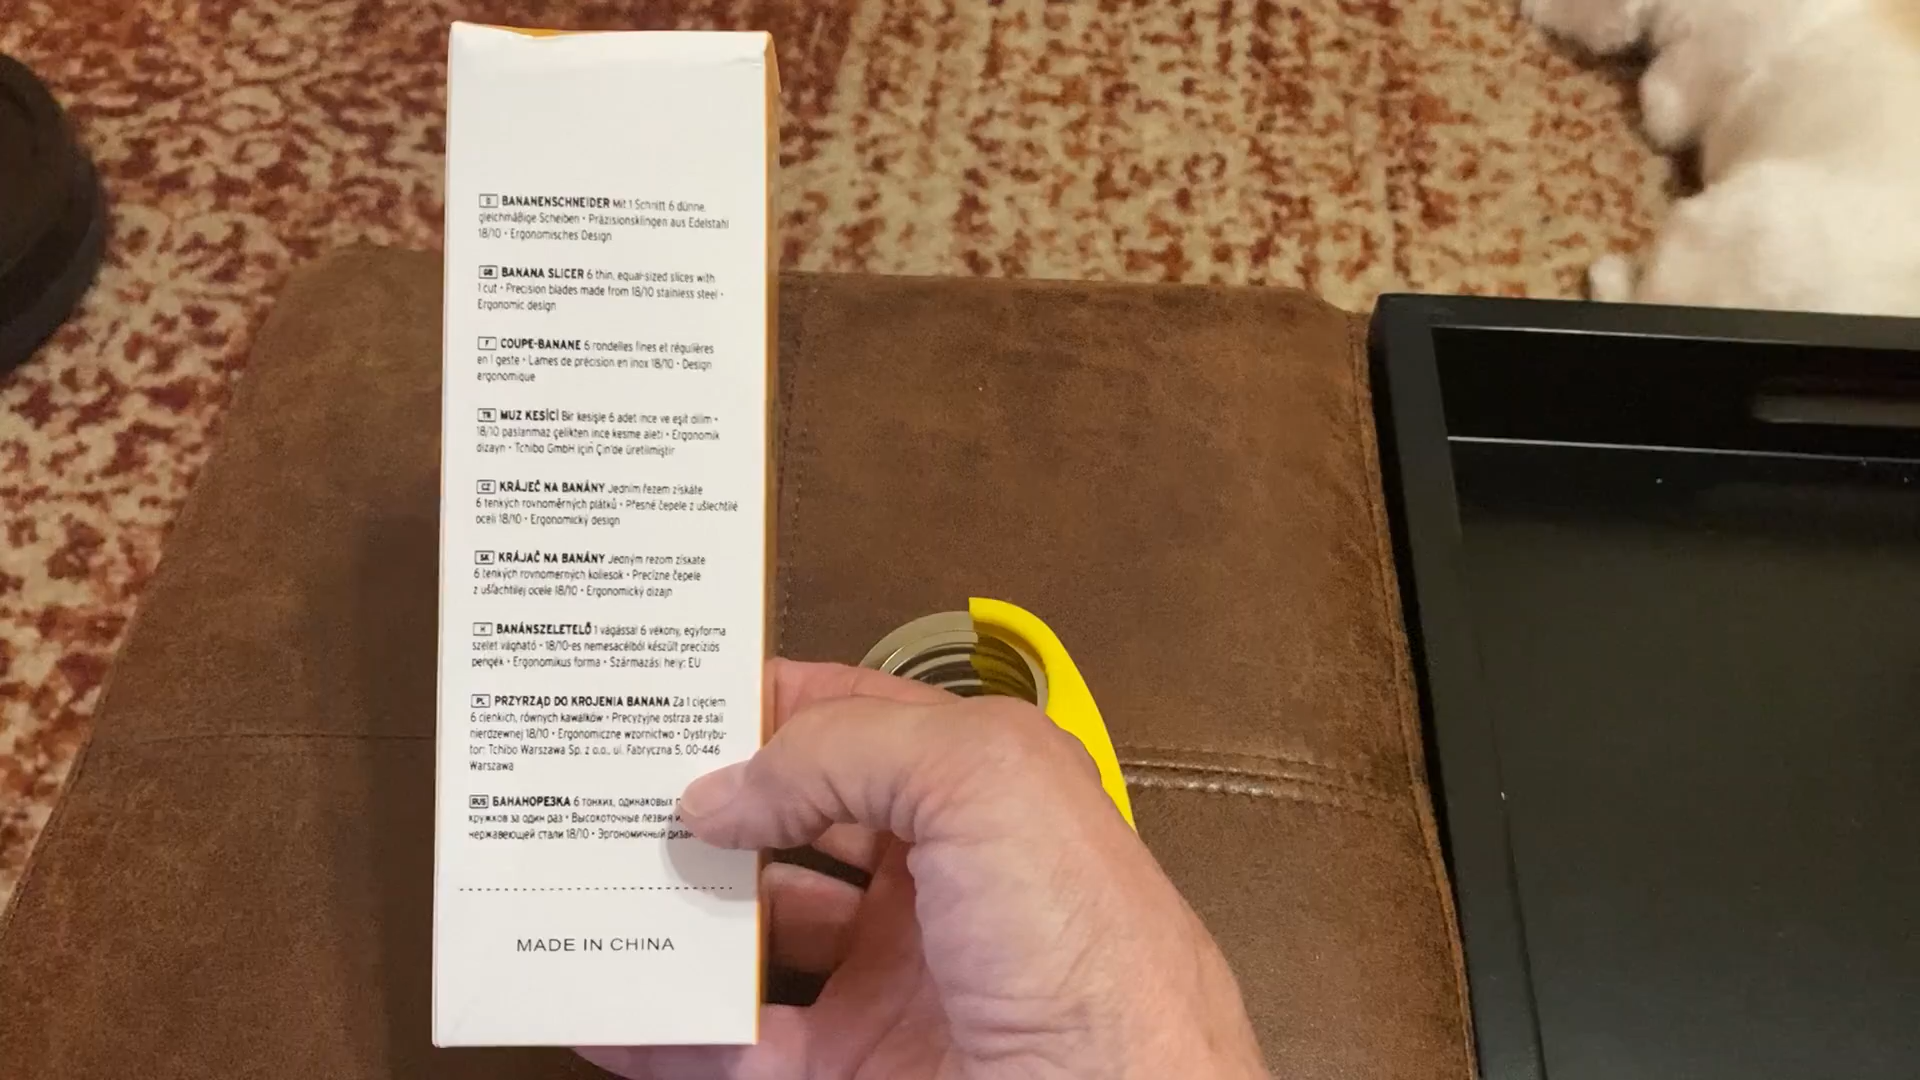 D BANANENSCHNEIDER Mit 1 Schnitt 6 dünne,
gleichmäßige Scheiben • Präzisionsklingen aus Edelstahl
18/10 • Ergonomisches Design
GB BANANA SLICER 6 thin, equal-sized slices with
1 cut • Precision blades made from 18/10 stainless steel •
Ergonomic design
F COUPE-BANANE 6 rondelles fines et régulières
en 1 geste • Lames de précision en inox 18/10 • Design
ergonomique
TR MUZ KESİCİ Bir kesişle 6 adet ince ve eşit dilim •
18/10 paslanmaz çelikten ince kesme aleti • Ergonomik
dizayn • Tchibo GmbH için Çin'de üretilmiştir
CZ KRÁJEČ NA BANÁNY Jedním řezem získáte
6 tenkých rovnoměrných plátků • Přesné čepele z ušlechtilé
oceli 18/10 • Ergonomický design
SK KRÁJAČ NA BANÁNY Jedným rezom získate
6 tenkých rovnomerných koliesok • Precízne čepele
z ušľachtilej ocele 18/10 • Ergonomický dizajn
H BANÁNSZELETELŐ 1 vágással 6 vékony, egyforma
szelet vágható • 18/10-es nemesacélból készült precíziós
pengék • Ergonomikus forma • Származási hely: EU
PL PRZYRZĄD DO KROJENIA BANANA Za 1 cięciem
6 cienkich, równych kawałków • Precyzyjne ostrza ze stali
nierdzewnej 18/10 • Ergonomiczne wzornictwo • Dystrybu-
tor: Tchibo Warszawa Sp. z o.o., ul. Fabryczna 5, 00-446
Warszawa
RUS БАНАНОРЕЗКА 6 тонких, одинаковых
кружков за один раз • Высокоточные лезвия
нержавеющей стали 18/10 • Эргономичный
MADE IN CHINA